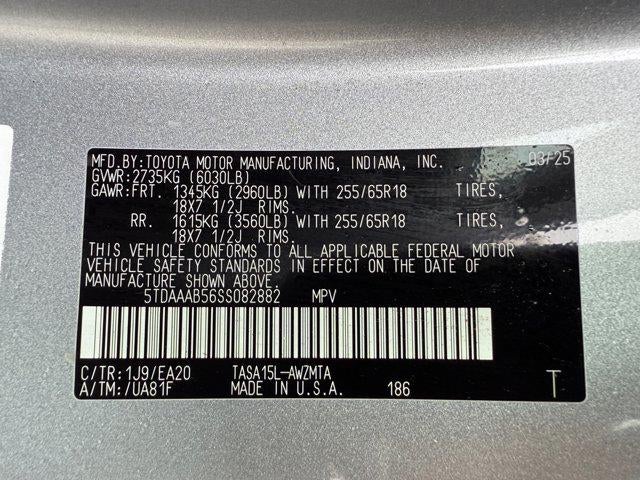 MFD.BY:TOYOTA MOTOR MANUFACTURING, INDIANA, INC. 03/25
GVWR:2735KG (6030LB)
GAWR:FRT. 1345KG (2960LB) WITH 255/65R18 TIRES,
18X7 1/2J RIMS.
RR. 1615KG (3560LB) WITH 255/65R18 TIRES,
18X7 1/2J RIMS.
THIS VEHICLE CONFORMS TO ALL APPLICABLE FEDERAL MOTOR
VEHICLE SAFETY STANDARDS IN EFFECT ON THE DATE OF
MANUFACTURE SHOWN ABOVE.
5TDAAAB56SS082882 MPV
C/TR:1J9/EA20 TASA15L-AWZMTA
A/TM:/UA81F MADE IN U.S.A. 186 T